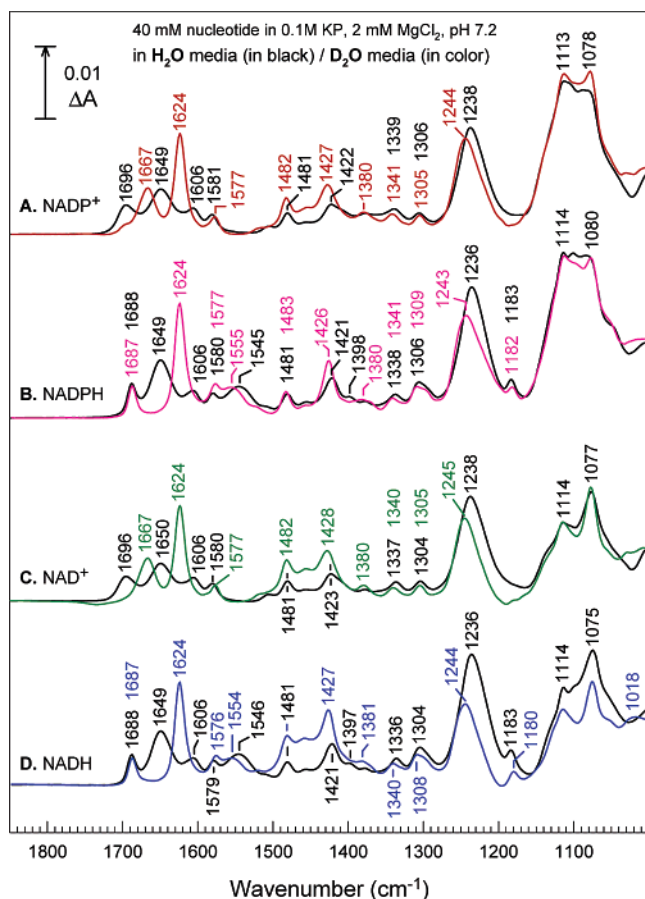 40 mM nucleotide in 0.1M KP, 2 mM MgCl₂, pH 7.2
in H₂O media (in black) / D₂O media (in color)
0.01
ΔA
1696 1667 1649 1624 1606 1581 1577 1482 1481 1427 1422 1380 1341 1339 1305 1306 1244 1238 1113 1078
A. NADP⁺
1687 1688 1649 1624 1606 1580 1577 1555 1545 1483 1481 1426 1421 1398 1380 1341 1338 1309 1306 1243 1236 1183 1182 1114 1080
B. NADPH
1696 1667 1650 1624 1606 1580 1577 1482 1481 1428 1423 1380 1340 1337 1305 1304 1245 1238 1114 1077
C. NAD⁺
1688 1687 1649 1624 1606 1579 1576 1554 1546 1481 1427 1421 1397 1381 1340 1336 1308 1304 1244 1236 1183 1180 1114 1075 1018
D. NADH
1800 1700 1600 1500 1400 1300 1200 1100
Wavenumber (cm⁻¹)